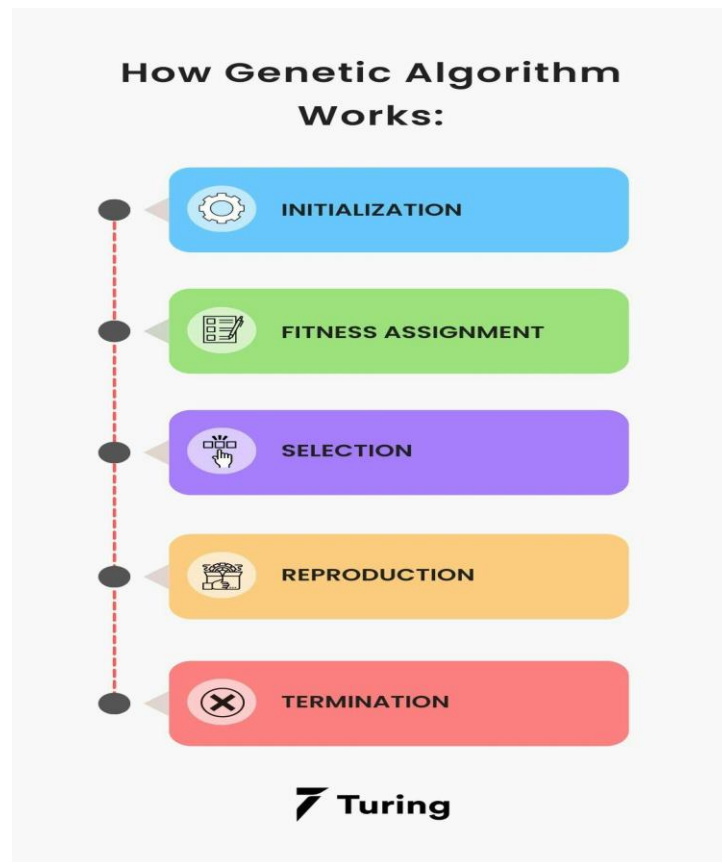 How Genetic Algorithm
Works:
INITIALIZATION
FITNESS ASSIGNMENT
SELECTION
REPRODUCTION
TERMINATION
Turing